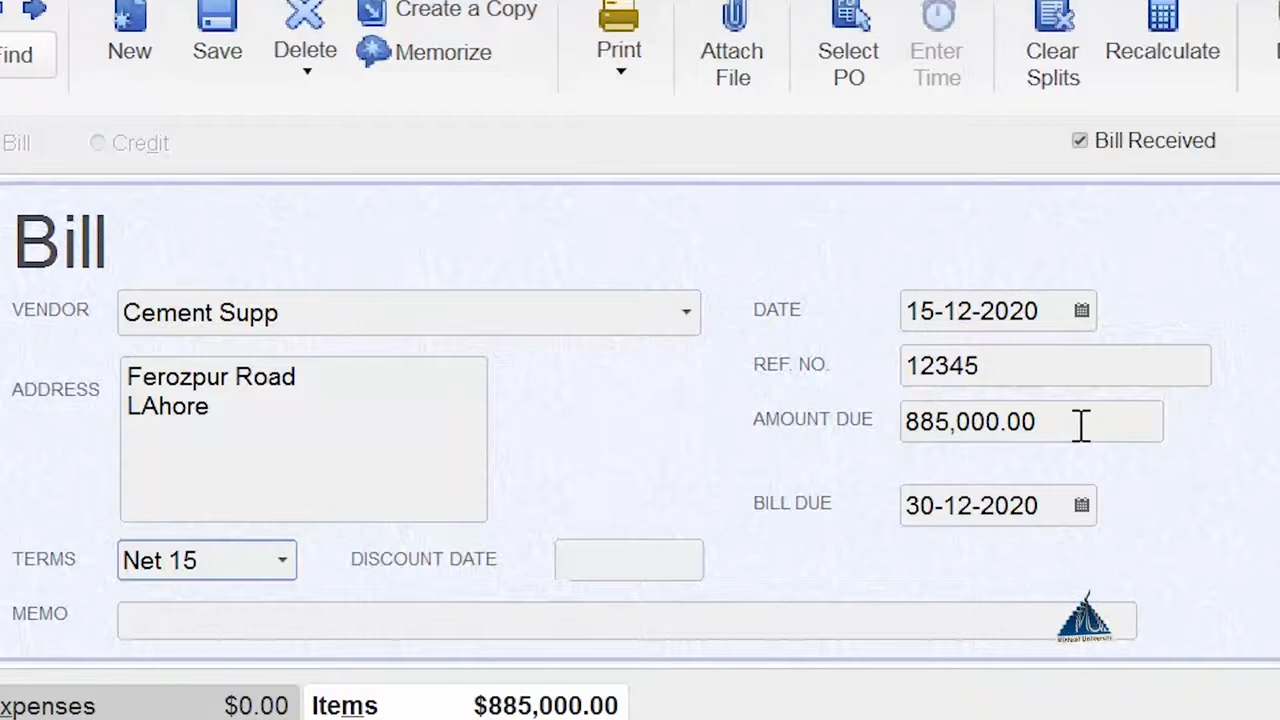 Create a Copy
Find
New
Save
Delete
Memorize
Print
Attach
File
Select
PO
Enter
Time
Clear
Splits
Recalculate
Bill
Credit
Bill Received
Bill
VENDOR
Cement Supp
DATE
15-12-2020
ADDRESS
Ferozpur Road
LAhore
REF. NO.
12345
AMOUNT DUE
885,000.00
BILL DUE
30-12-2020
TERMS
Net 15
DISCOUNT DATE
MEMO
Virtual University
xpenses
$0.00
Items
$885,000.00